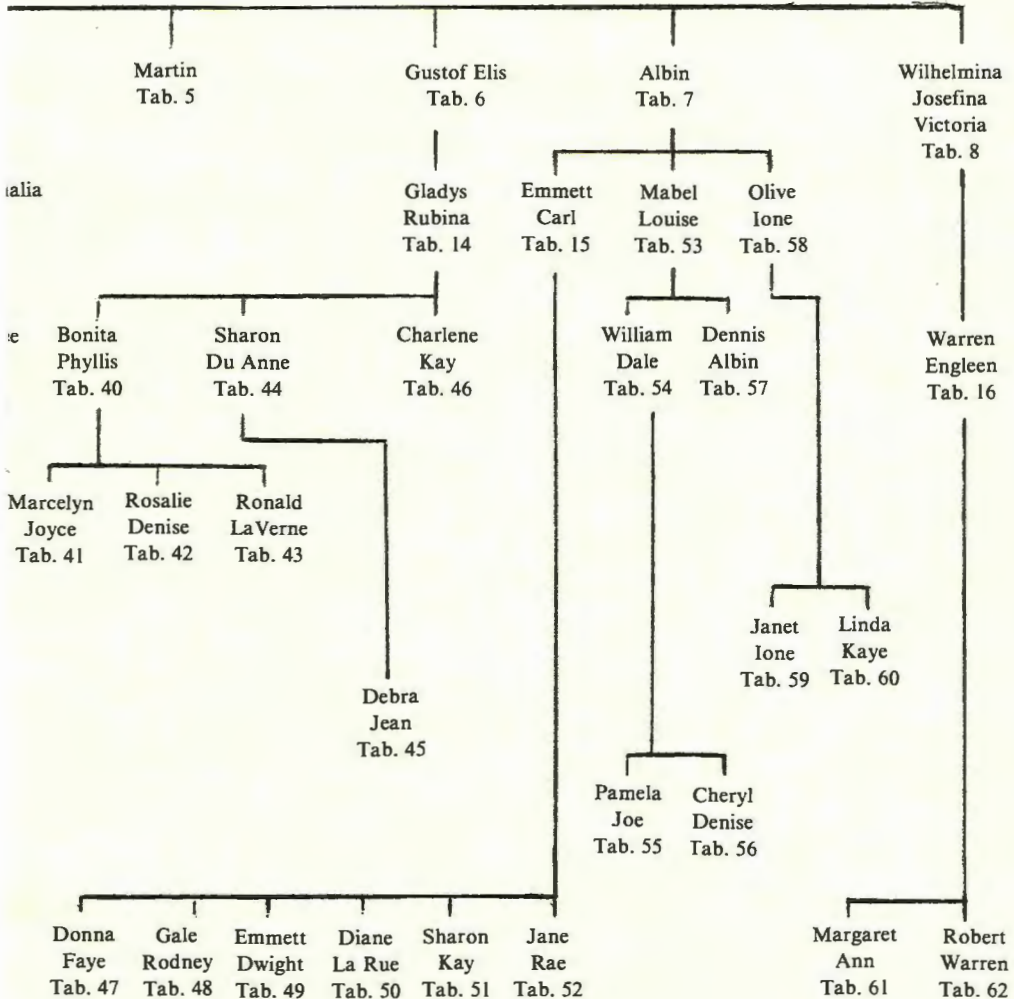 Martin
Tab. 5
Gustof Elis
Tab. 6
Albin
Tab. 7
Wilhelmina
Josefina
Victoria
Tab. 8
alia
Gladys
Rubina
Tab. 14
Emmett
Carl
Tab. 15
Mabel
Louise
Tab. 53
Olive
Ione
Tab. 58
Bonita
Phyllis
Tab. 40
Sharon
Du Anne
Tab. 44
Charlene
Kay
Tab. 46
William
Dale
Tab. 54
Dennis
Albin
Tab. 57
Warren
Engleen
Tab. 16
Marcelyn
Joyce
Tab. 41
Rosalie
Denise
Tab. 42
Ronald
LaVerne
Tab. 43
Janet
Ione
Tab. 59
Linda
Kaye
Tab. 60
Debra
Jean
Tab. 45
Pamela
Joe
Tab. 55
Cheryl
Denise
Tab. 56
Donna
Faye
Tab. 47
Gale
Rodney
Tab. 48
Emmett
Dwight
Tab. 49
Diane
La Rue
Tab. 50
Sharon
Kay
Tab. 51
Jane
Rae
Tab. 52
Margaret
Ann
Tab. 61
Robert
Warren
Tab. 62